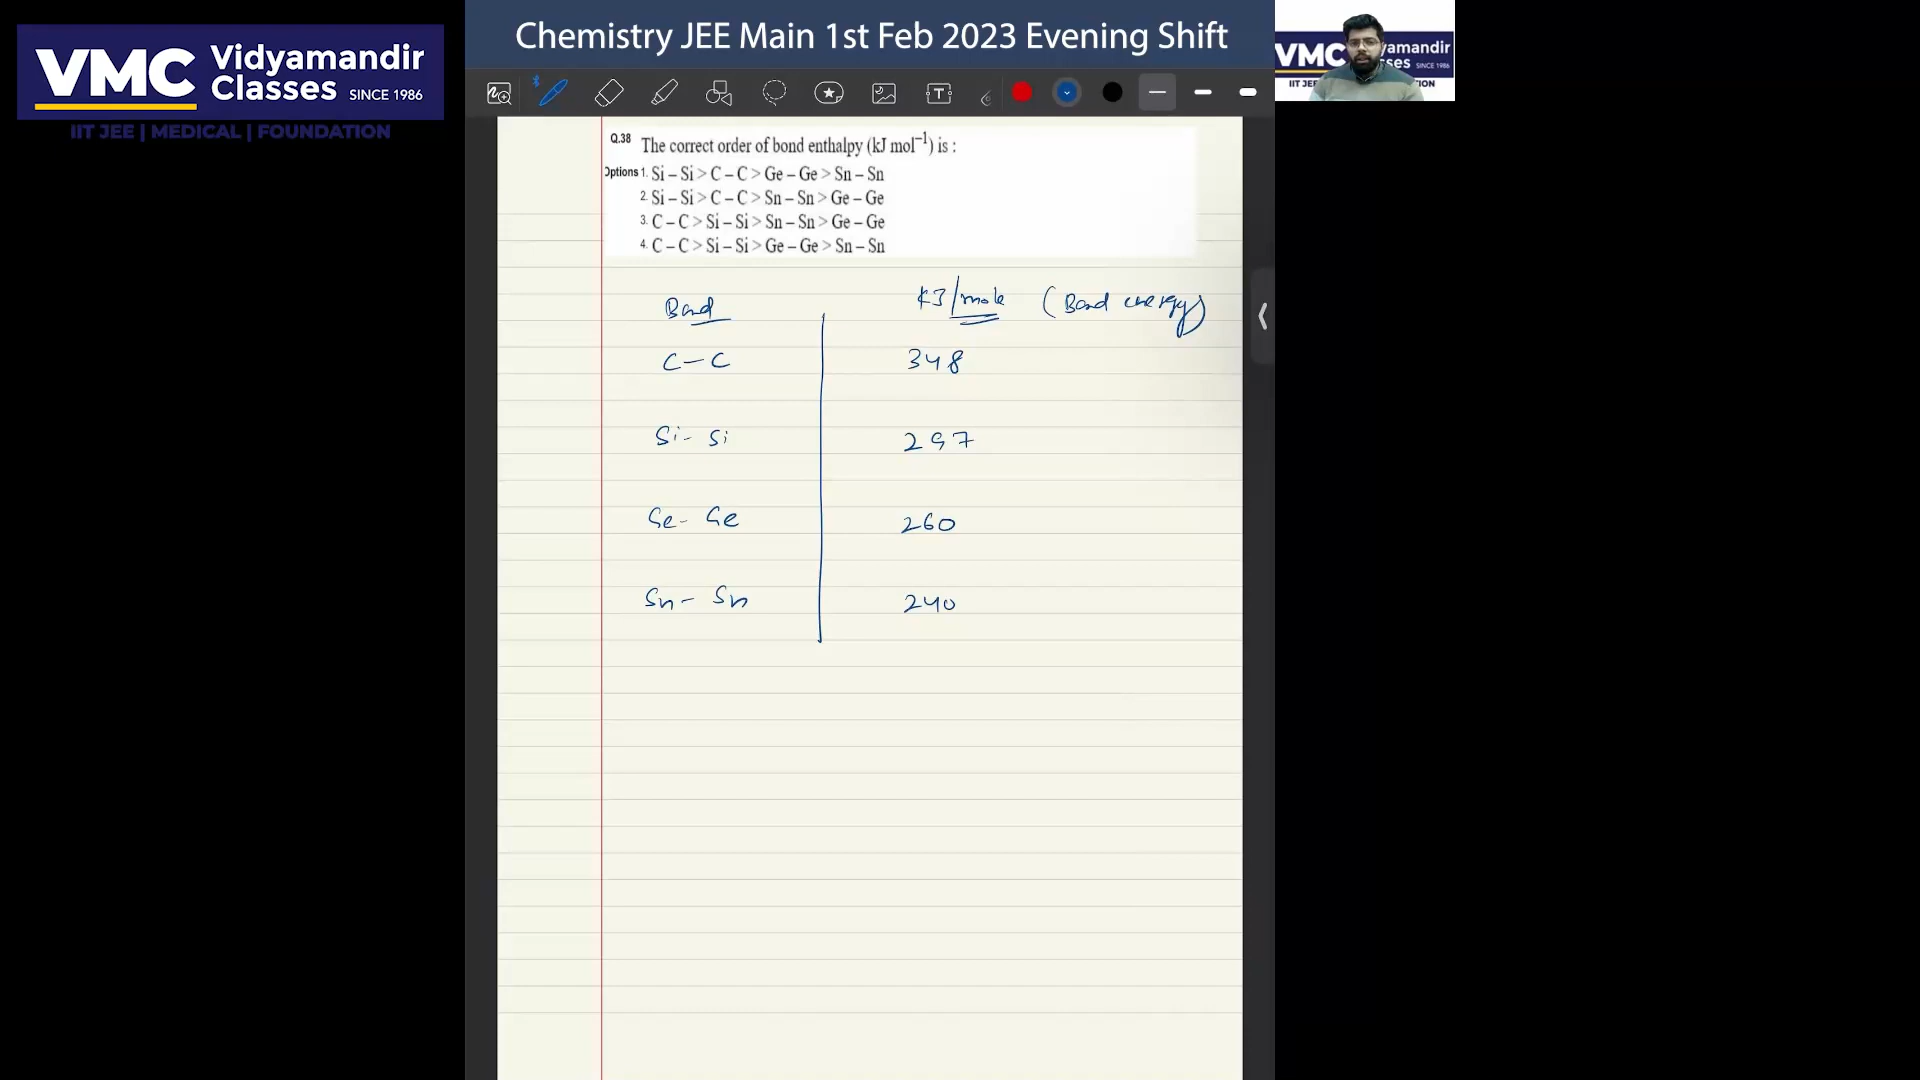 VMC Vidyamandir Classes SINCE 1986
IIT JEE | MEDICAL | FOUNDATION
Chemistry JEE Main 1st Feb 2023 Evening Shift
Q.38 The correct order of bond enthalpy (kJ mol⁻¹) is :
Options 1. Si – Si > C – C > Ge – Ge > Sn – Sn
2. Si – Si > C – C > Sn – Sn > Ge – Ge
3. C – C > Si – Si > Sn – Sn > Ge – Ge
4. C – C > Si – Si > Ge – Ge > Sn – Sn
Bond KJ/mole (Bond energy)
C – C 348
Si – Si 297
Ge – Ge 260
Sn – Sn 240